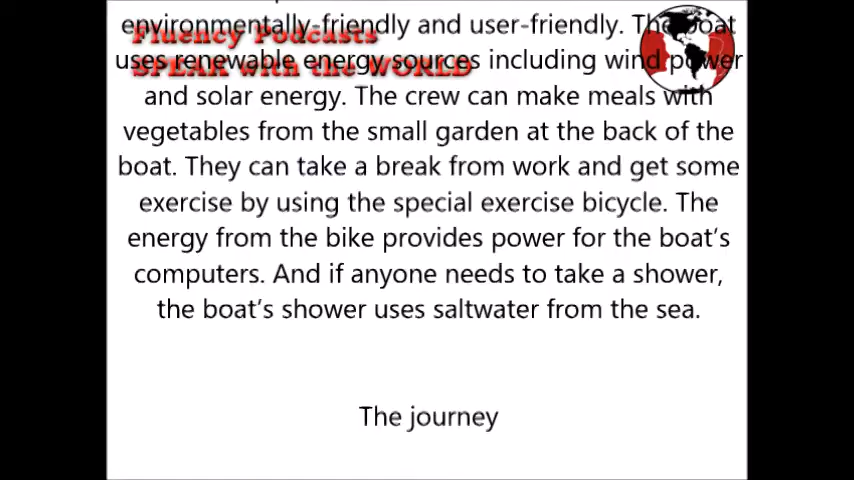 environmentally-friendly and user-friendly. The boat
Fluency Podcasts
uses renewable energy sources including wind power
SPEAK with the WORLD
and solar energy. The crew can make meals with
vegetables from the small garden at the back of the
boat. They can take a break from work and get some
exercise by using the special exercise bicycle. The
energy from the bike provides power for the boat's
computers. And if anyone needs to take a shower,
the boat's shower uses saltwater from the sea.
The journey